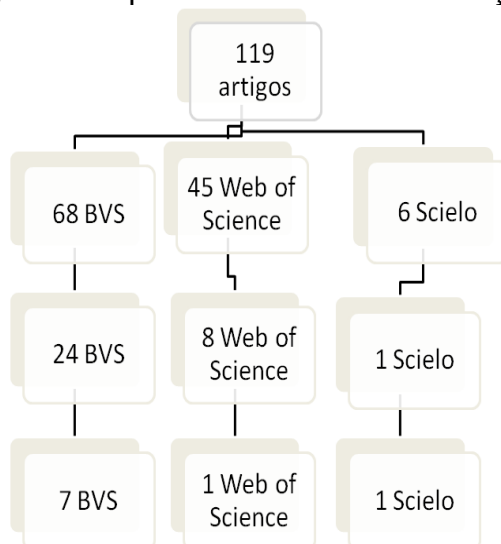 119
artigos
68 BVS
45 Web of
Science
6 Scielo
24 BVS
8 Web of
Science
1 Scielo
7 BVS
1 Web of
Science
1 Scielo